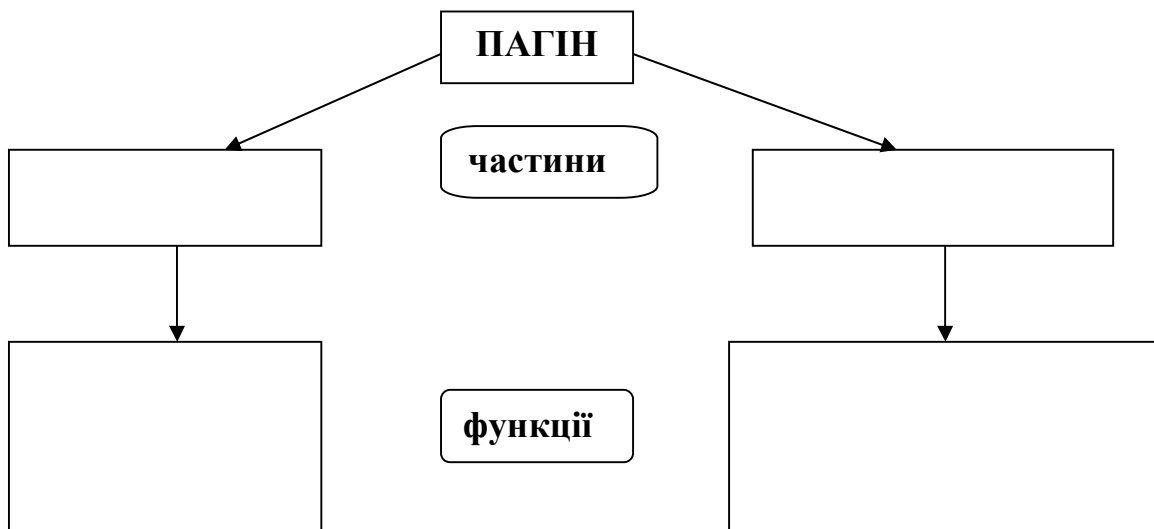 ПАГІН
частини
функції